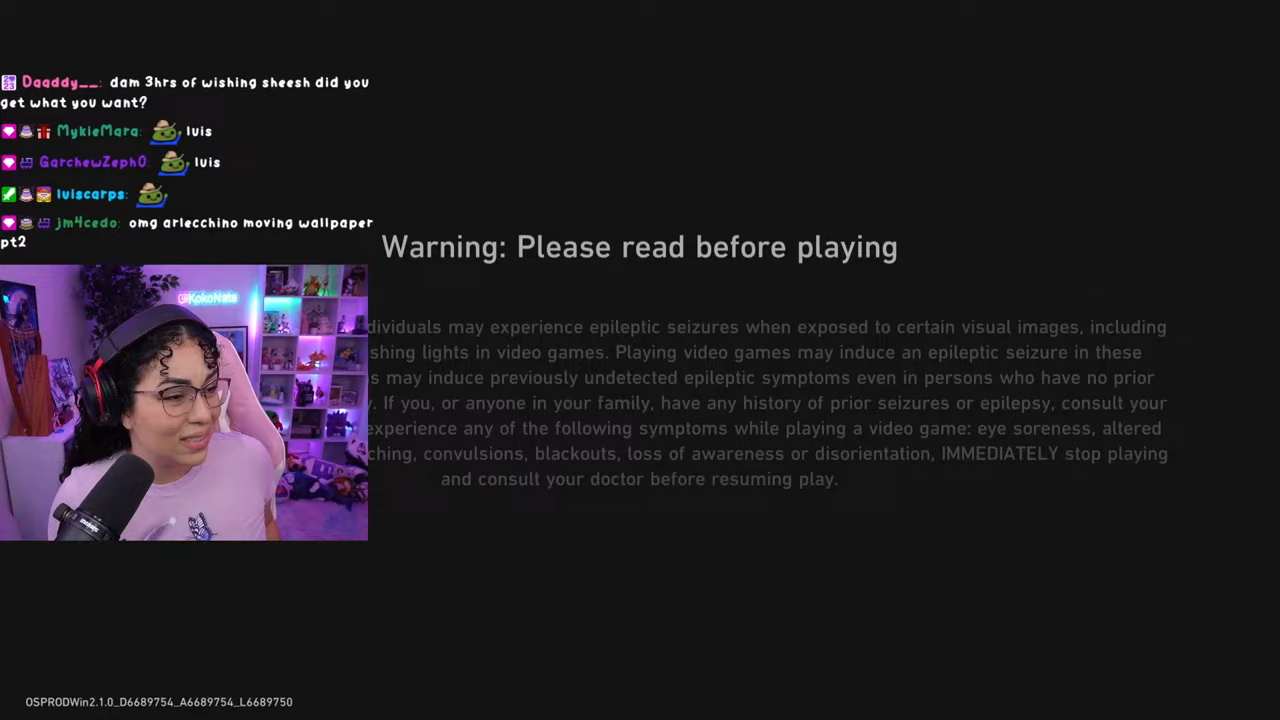 Daaddy__: dam 3hrs of wishing sheesh did you
get what you want?
MykieMara: luis
GarchewZeph0: luis
luiscarps:
jm4cedo: omg arlecchino moving wallpaper
pt2
@KokoNata
Warning: Please read before playing
dividuals may experience epileptic seizures when exposed to certain visual images, including
shing lights in video games. Playing video games may induce an epileptic seizure in these
s may induce previously undetected epileptic symptoms even in persons who have no prior
. If you, or anyone in your family, have any history of prior seizures or epilepsy, consult your
experience any of the following symptoms while playing a video game: eye soreness, altered
ching, convulsions, blackouts, loss of awareness or disorientation, IMMEDIATELY stop playing
and consult your doctor before resuming play.
OSPRODWin2.1.0_D6689754_A6689754_L6689750